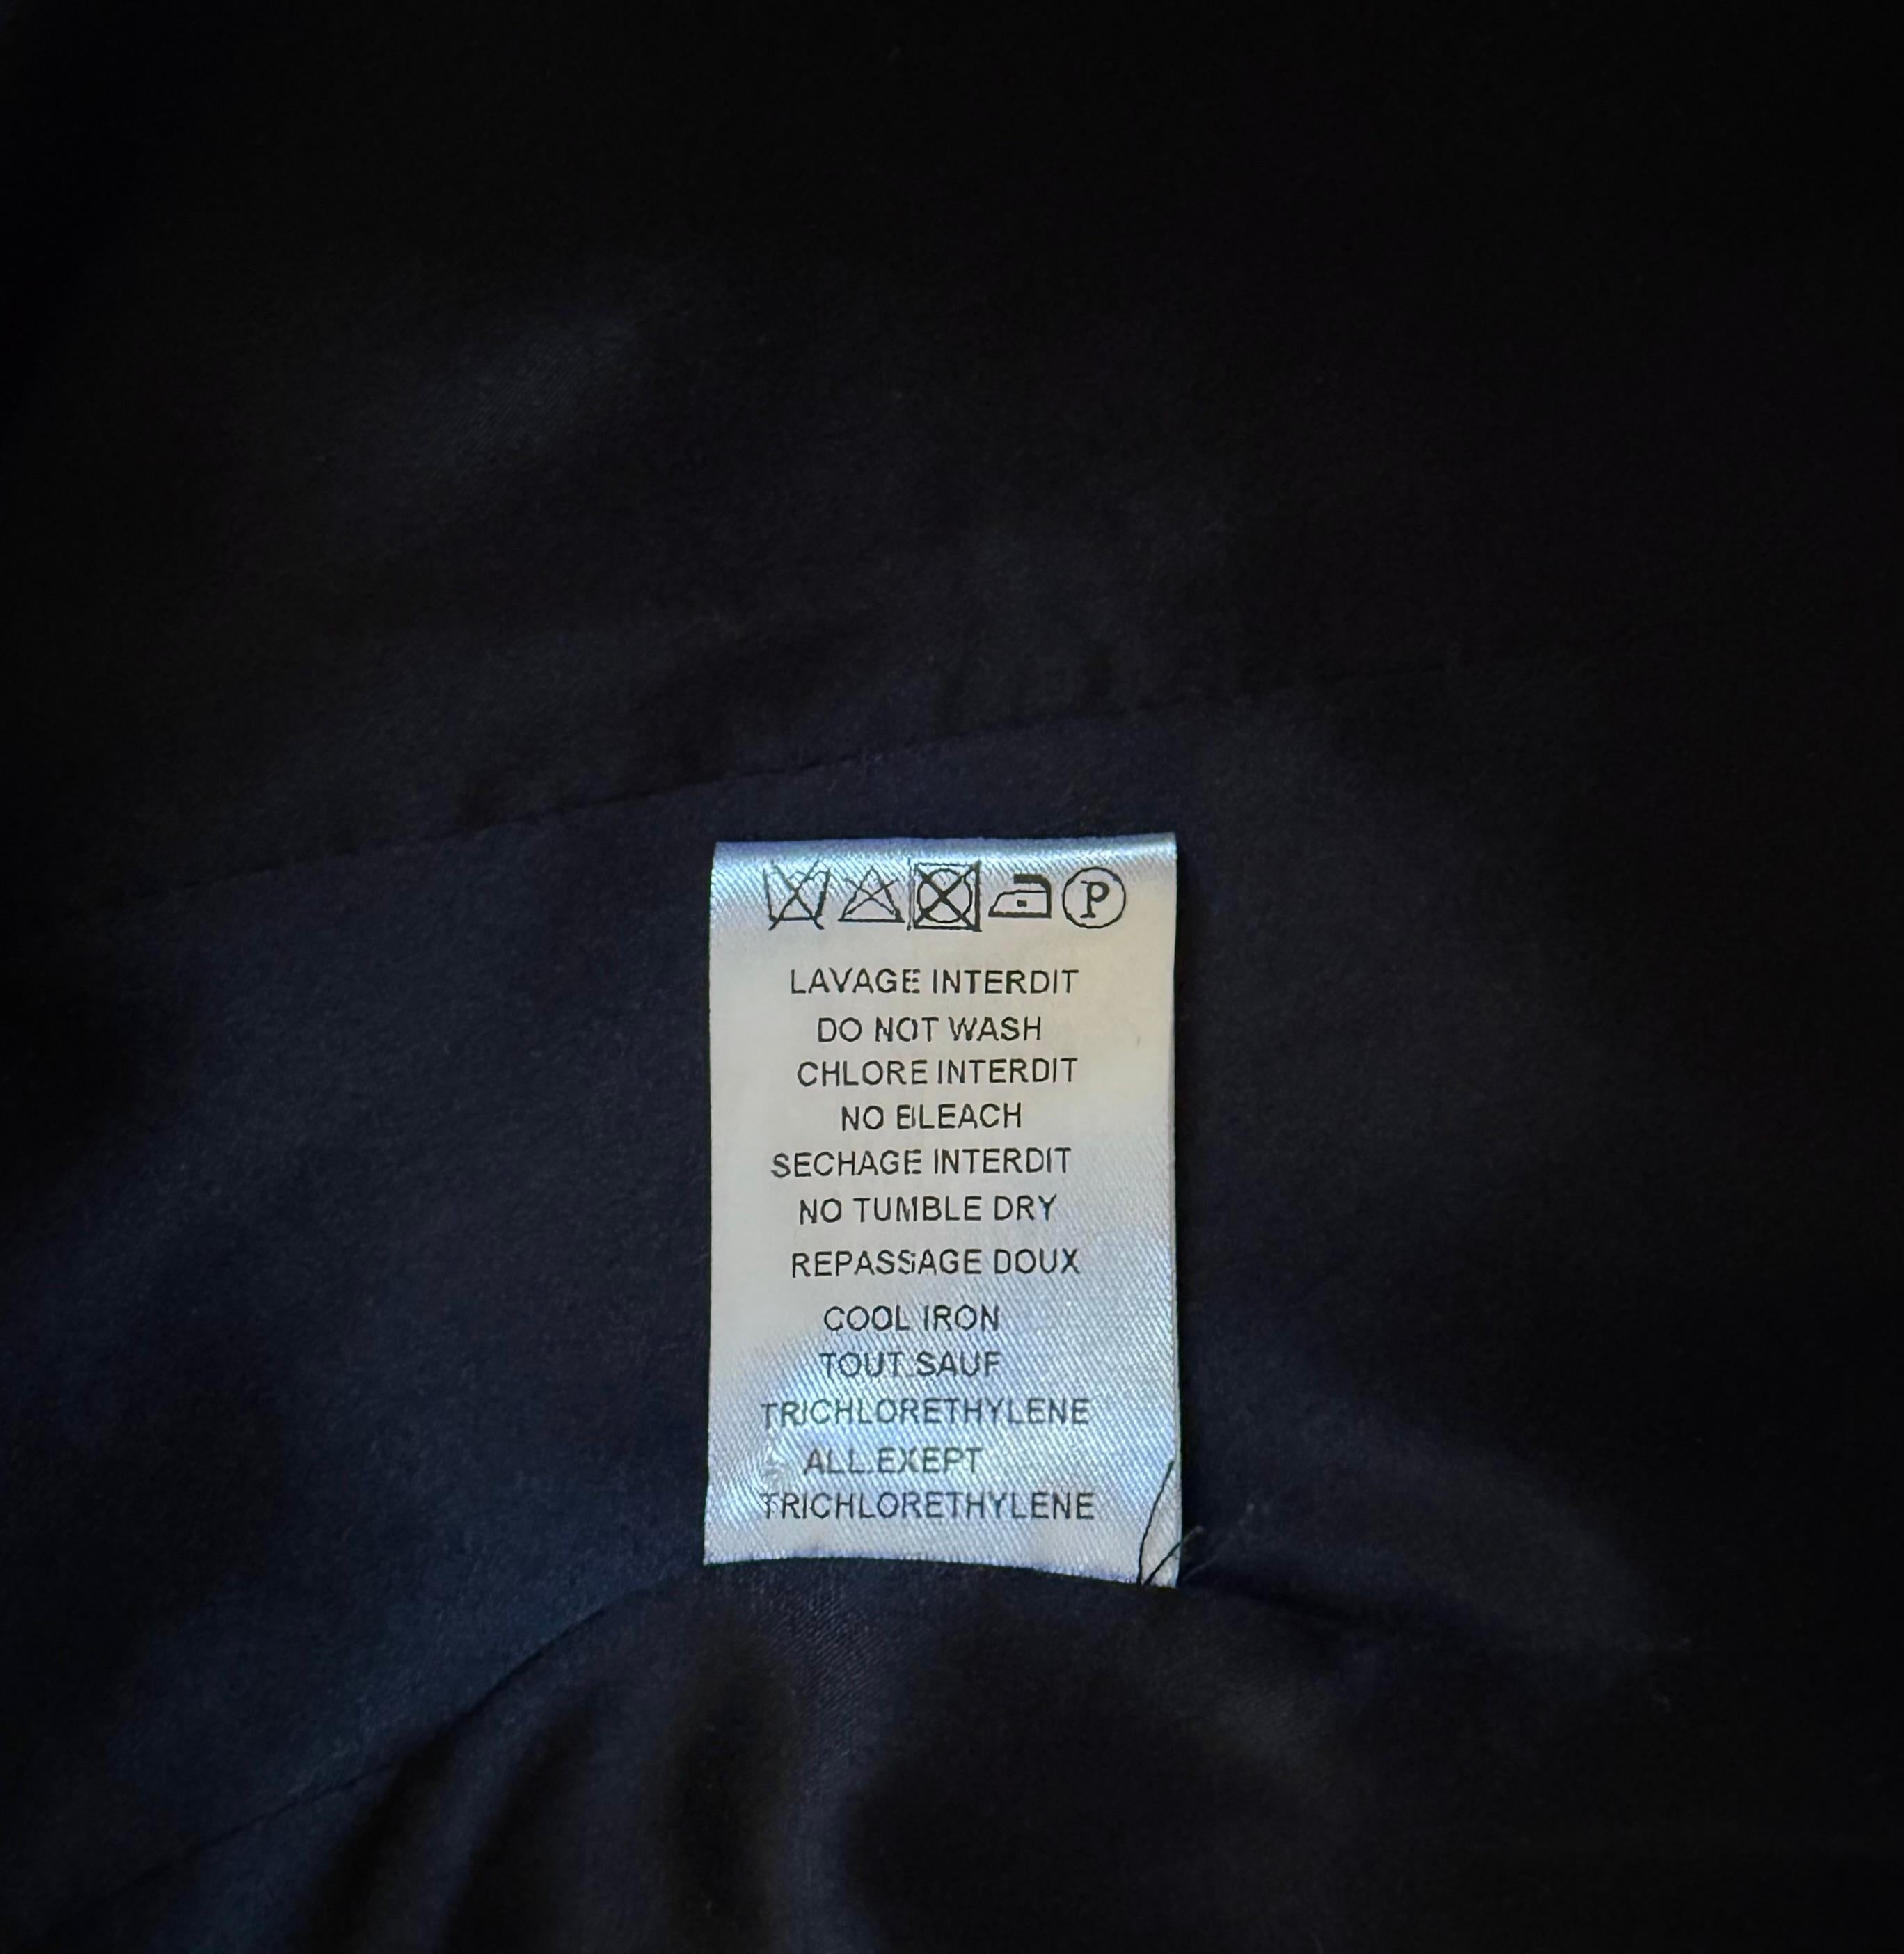 P
LAVAGE INTERDIT
DO NOT WASH
CHLORE INTERDIT
NO BLEACH
SECHAGE INTERDIT
NO TUMBLE DRY
REPASSAGE DOUX
COOL IRON
TOUT SAUF
TRICHLORETHYLENE
ALL EXEPT
TRICHLORETHYLENE